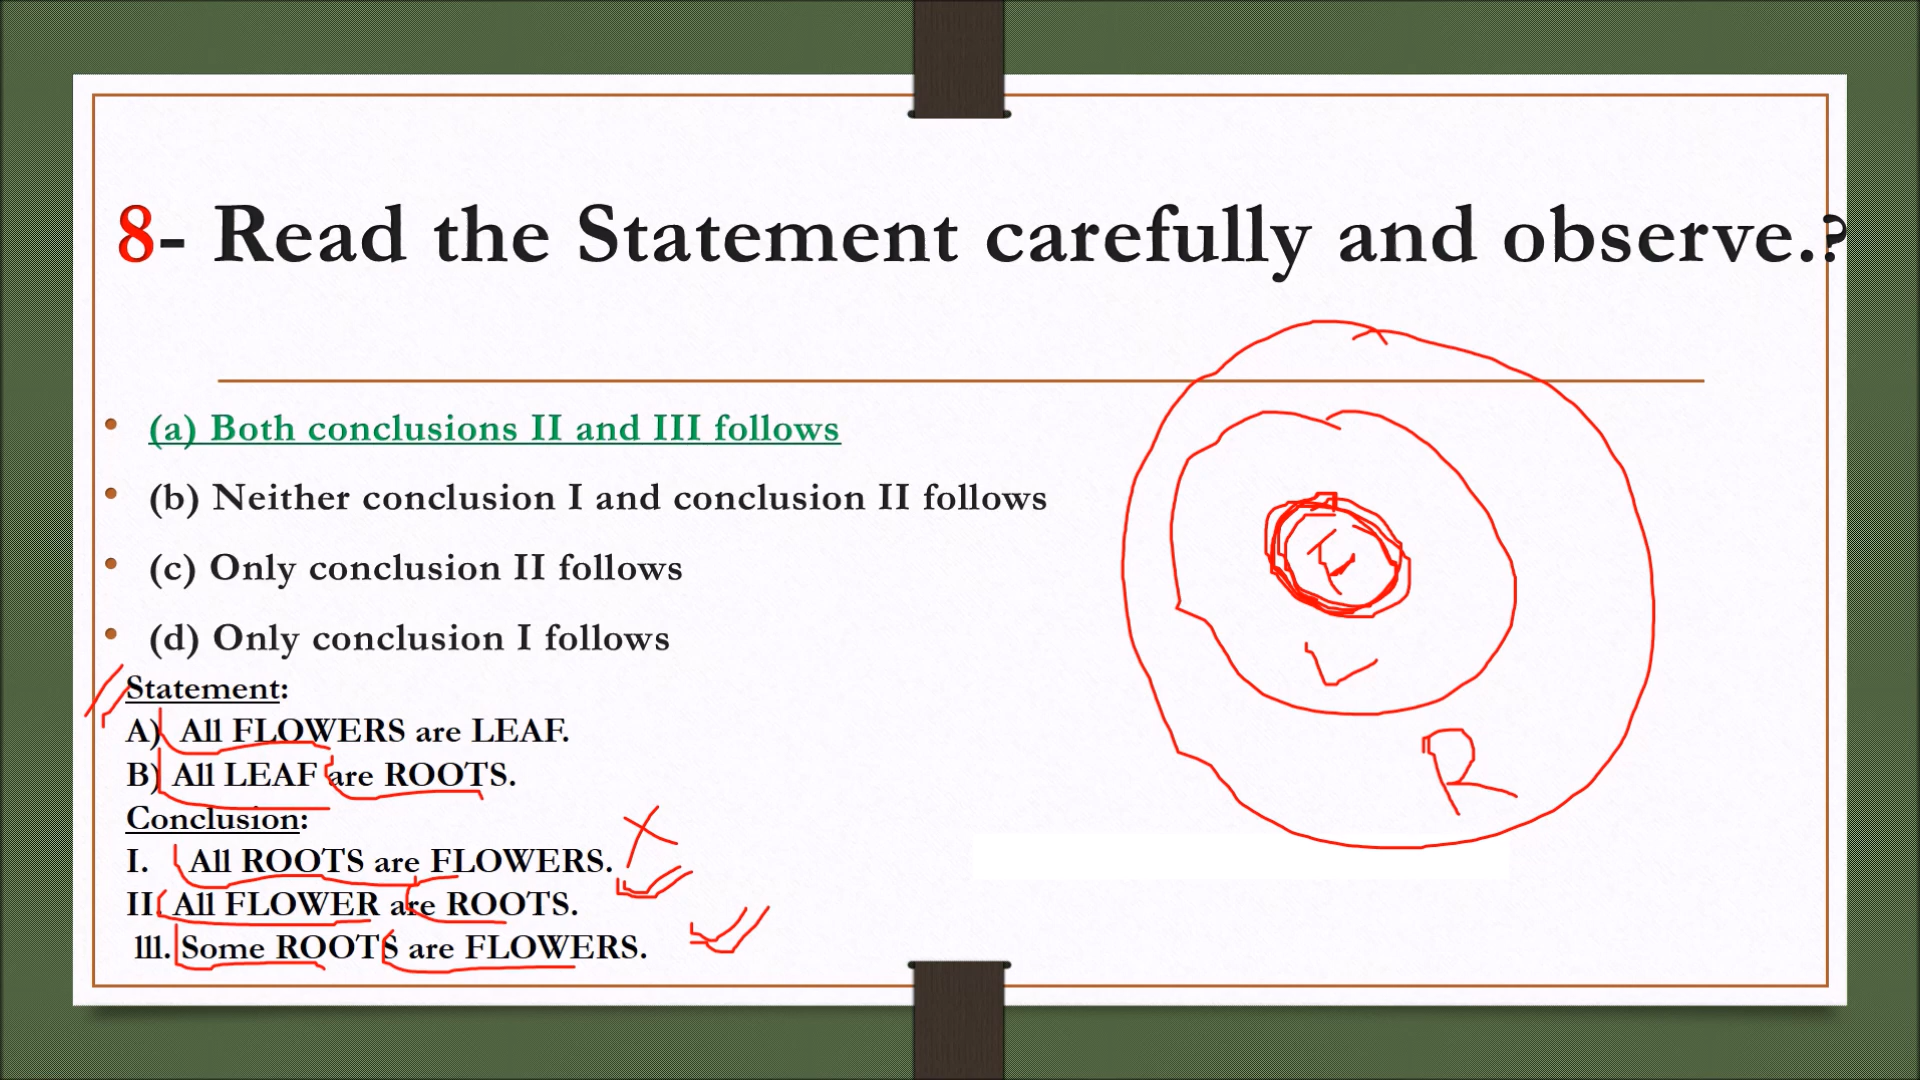 8- Read the Statement carefully and observe.?
• (a) Both conclusions II and III follows
• (b) Neither conclusion I and conclusion II follows
• (c) Only conclusion II follows
• (d) Only conclusion I follows
Statement:
A) All FLOWERS are LEAF.
B) All LEAF are ROOTS.
Conclusion:
I. All ROOTS are FLOWERS.
II. All FLOWER are ROOTS.
lll. Some ROOTS are FLOWERS.
F
L
R